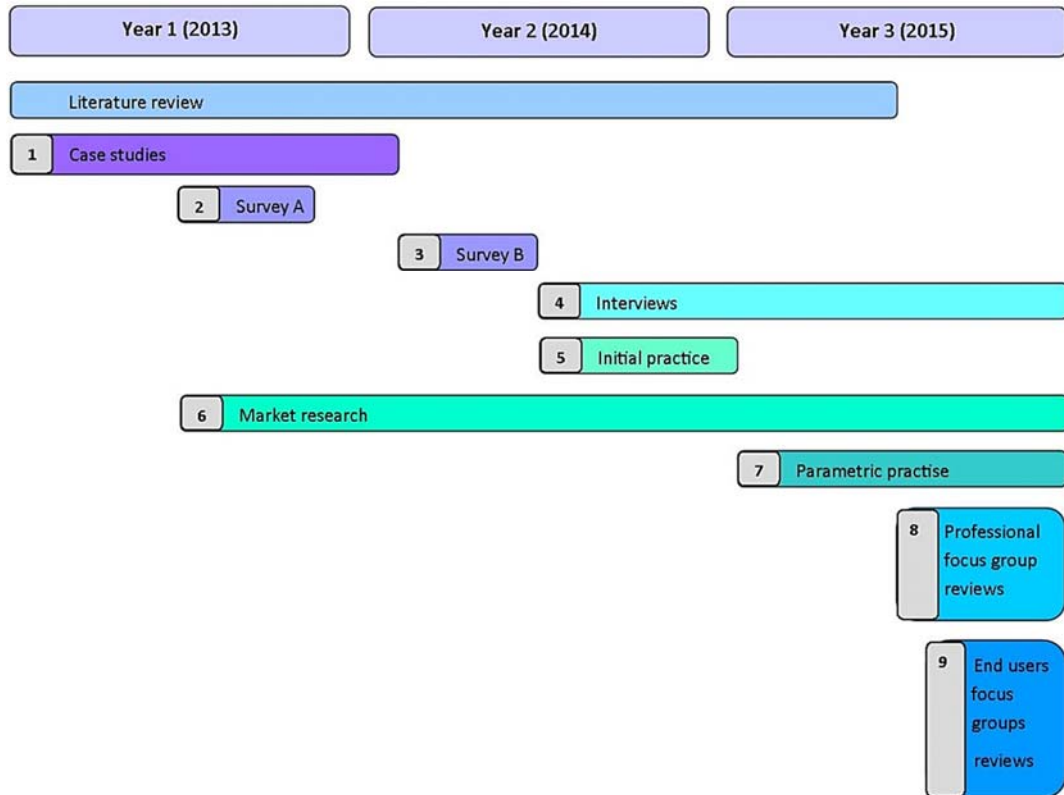 Year 1 (2013)
Year 2 (2014)
Year 3 (2015)
Literature review
1 Case studies
2 Survey A
3 Survey B
4 Interviews
5 Initial practice
6 Market research
7 Parametric practise
8 Professional
focus group
reviews
9 End users
focus
groups
reviews